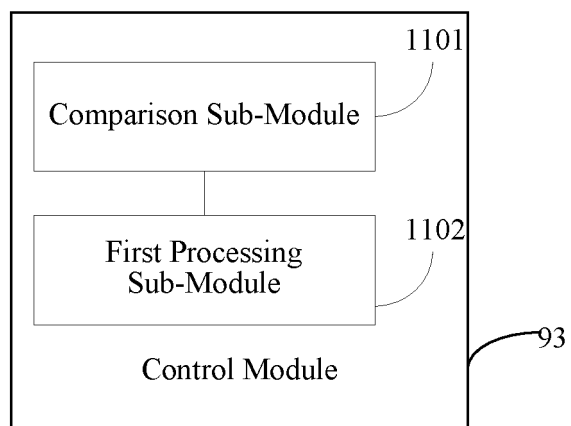 1101
Comparison Sub-Module
1102
First Processing
Sub-Module
93
Control Module